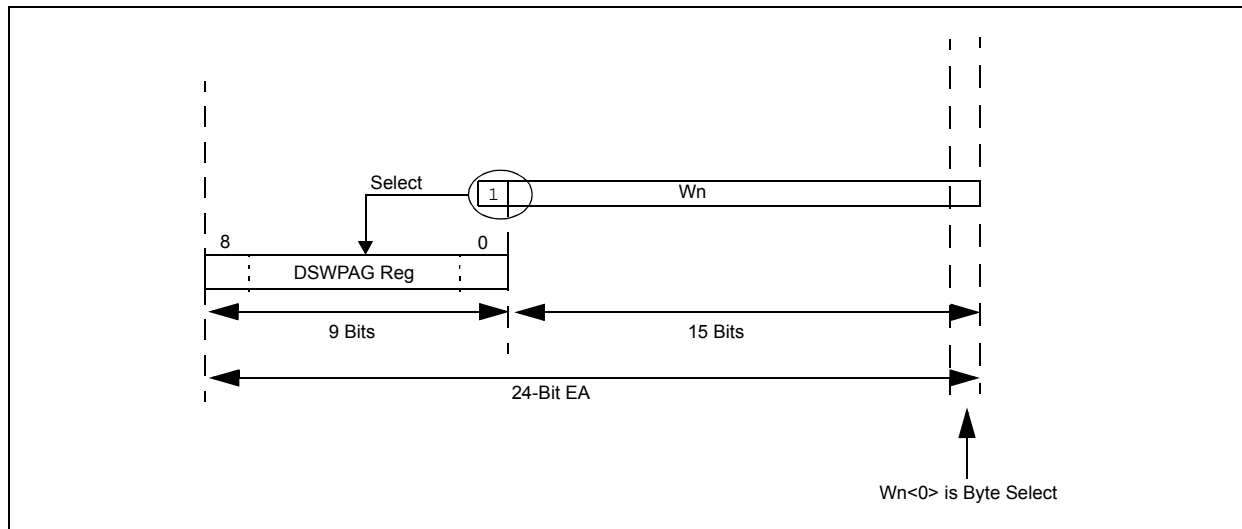 Select
1
Wn
8
0
DSWPAG Reg
9 Bits
15 Bits
24-Bit EA
Wn<0> is Byte Select